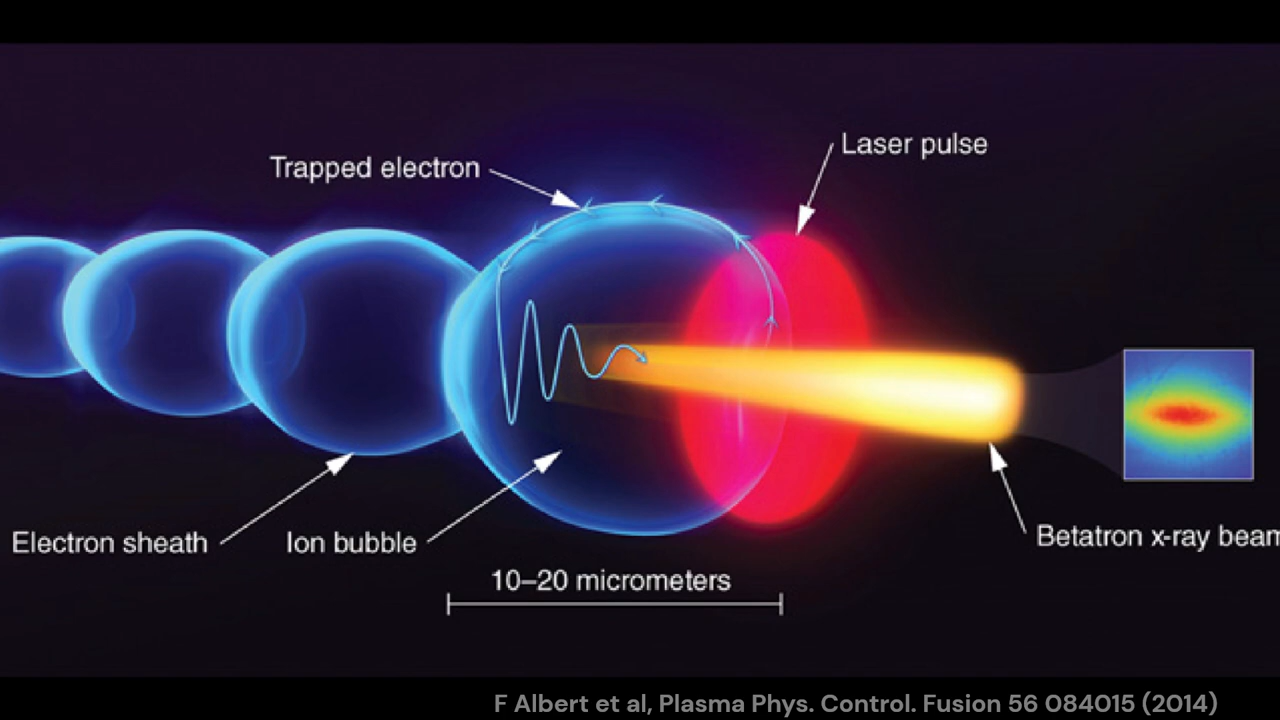 Laser pulse
Trapped electron
Electron sheath
Ion bubble
Betatron x-ray beam
10–20 micrometers
F Albert et al, Plasma Phys. Control. Fusion 56 084015 (2014)